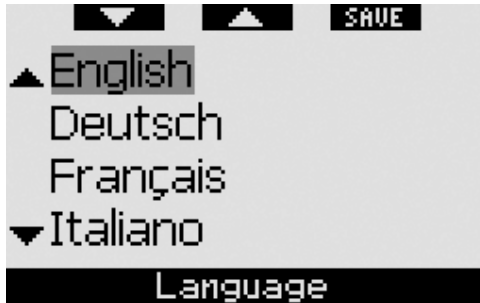 SAVE
English
Deutsch
Français
Italiano
Language